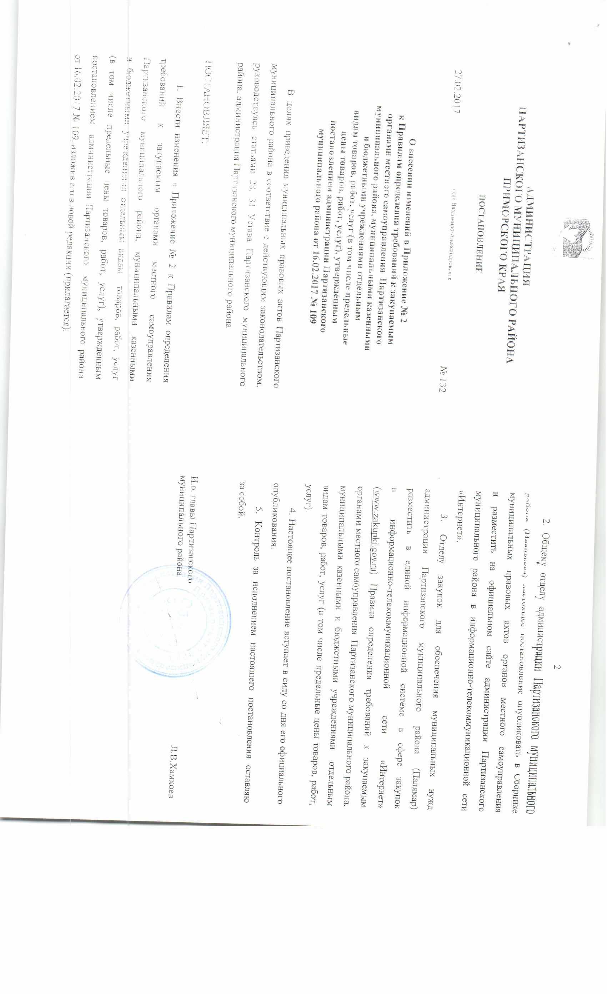 АДМИНИСТРАЦИЯ
ПАРТИЗАНСКОГО МУНИЦИПАЛЬНОГО РАЙОНА
ПРИМОРСКОГО КРАЯ
ПОСТАНОВЛЕНИЕ
27.02.2017 село Владимиро-Александровское № 132
О внесении изменений в Приложение № 2
к Правилам определения требований к закупаемым
органами местного самоуправления Партизанского
муниципального района, муниципальными казенными
и бюджетными учреждениями отдельным
видам товаров, работ, услуг (в том числе предельные
цены товаров, работ, услуг), утвержденным
постановлением администрации Партизанского
муниципального района от 16.02.2017 № 109
В целях приведения муниципальных правовых актов Партизанского
муниципального района в соответствие с действующим законодательством,
руководствуясь статьями 28, 31 Устава Партизанского муниципального
района, администрация Партизанского муниципального района
ПОСТАНОВЛЯЕТ:
1. Внести изменения в Приложение № 2 к Правилам определения
требований к закупаемым органами местного самоуправления
Партизанского муниципального района, муниципальными казенными
и бюджетными учреждениями отдельным видам товаров, работ, услуг
(в том числе предельные цены товаров, работ, услуг), утвержденным
постановлением администрации Партизанского муниципального района
от 16.02.2017 № 109, изложив его в новой редакции (прилагается).
2
2. Общему отделу администрации Партизанского муниципального
района (Иванькова) настоящее постановление опубликовать в Сборнике
муниципальных правовых актов органов местного самоуправления
и разместить на официальном сайте администрации Партизанского
муниципального района в информационно-телекоммуникационной сети
«Интернет».
3. Отделу закупок для обеспечения муниципальных нужд
администрации Партизанского муниципального района (Палямар)
разместить в единой информационной системе в сфере закупок
в информационно-телекоммуникационной сети «Интернет»
(www.zakupki.gov.ru) Правила определения требований к закупаемым
органами местного самоуправления Партизанского муниципального района,
муниципальными казенными и бюджетными учреждениями отдельным
видам товаров, работ, услуг (в том числе предельные цены товаров, работ,
услуг).
4. Настоящее постановление вступает в силу со дня его официального
опубликования.
5. Контроль за исполнением настоящего постановления оставляю
за собой.
И.о. главы Партизанского
муниципального района Л.В.Хамхоев